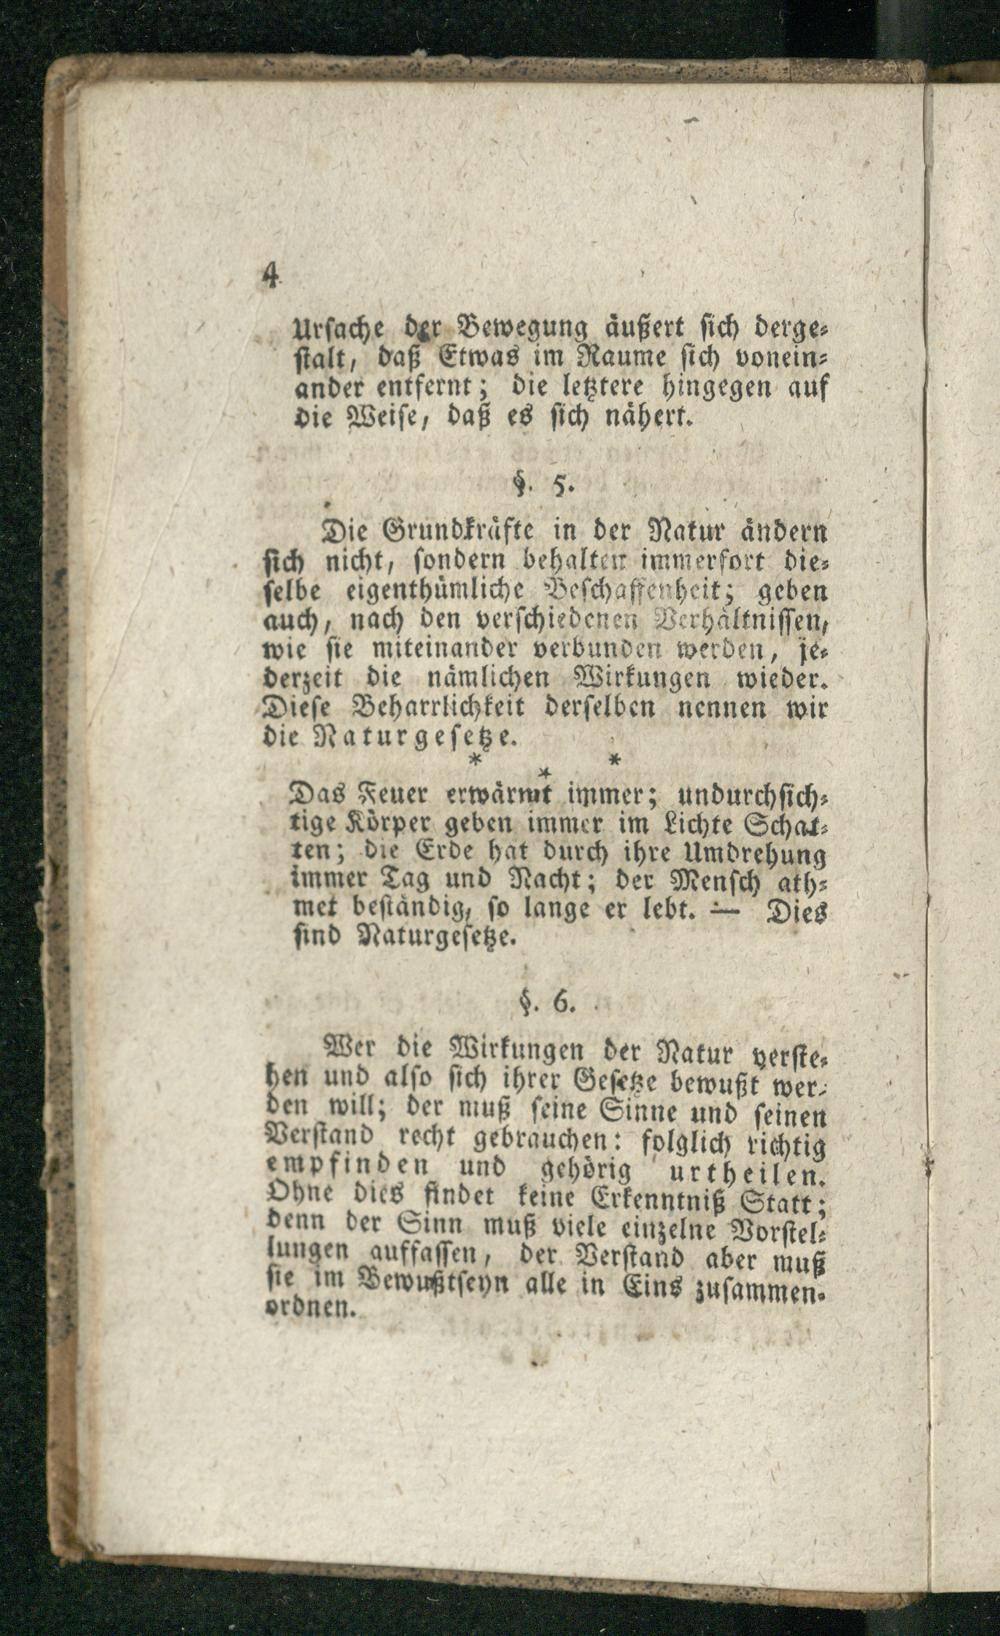 4
Ursache der Bewegung äußert sich derge-
stalt, daß Etwas im Raume sich vonein-
ander entfernt; die letztere hingegen auf
die Weise, daß es sich nähert.
§. 5.
Die Grundkräfte in der Natur ändern
sich nicht, sondern behalten immerfort die-
selbe eigenthümliche Beschaffenheit; geben
auch, nach den verschiedenen Verhältnissen,
wie sie miteinander verbunden werden, je-
derzeit die nämlichen Wirkungen wieder.
Diese Beharrlichkeit derselben nennen wir
die Naturgesetze.
* * *
Das Feuer erwärmt immer; undurchsich-
tige Körper geben immer im Lichte Schat-
ten; die Erde hat durch ihre Umdrehung
immer Tag und Nacht; der Mensch ath-
met beständig, so lange er lebt. — Dies
sind Naturgesetze.
§. 6.
Wer die Wirkungen der Natur verste-
hen und also sich ihrer Gesetze bewußt wer-
den will; der muß seine Sinne und seinen
Verstand recht gebrauchen: folglich richtig
empfinden und gehörig urtheilen.
Ohne dies findet keine Erkenntniß Statt;
denn der Sinn muß viele einzelne Vorstel-
lungen auffassen, der Verstand aber muß
sie im Bewußtseyn alle in Eins zusammen-
ordnen.